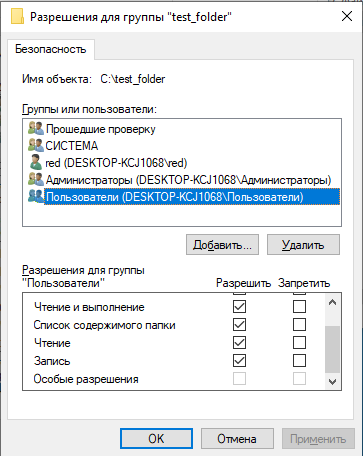 Разрешения для группы "test_folder"
Безопасность
Имя объекта: C:\test_folder
Группы или пользователи:
Прошедшие проверку
СИСТЕМА
red (DESKTOP-KCJ1068\red)
Администраторы (DESKTOP-KCJ1068\Администраторы)
Пользователи (DESKTOP-KCJ1068\Пользователи)
Добавить...
Удалить
Разрешения для группы
"Пользователи" Разрешить Запретить
Чтение и выполнение
Список содержимого папки
Чтение
Запись
Особые разрешения
OK Отмена Применить